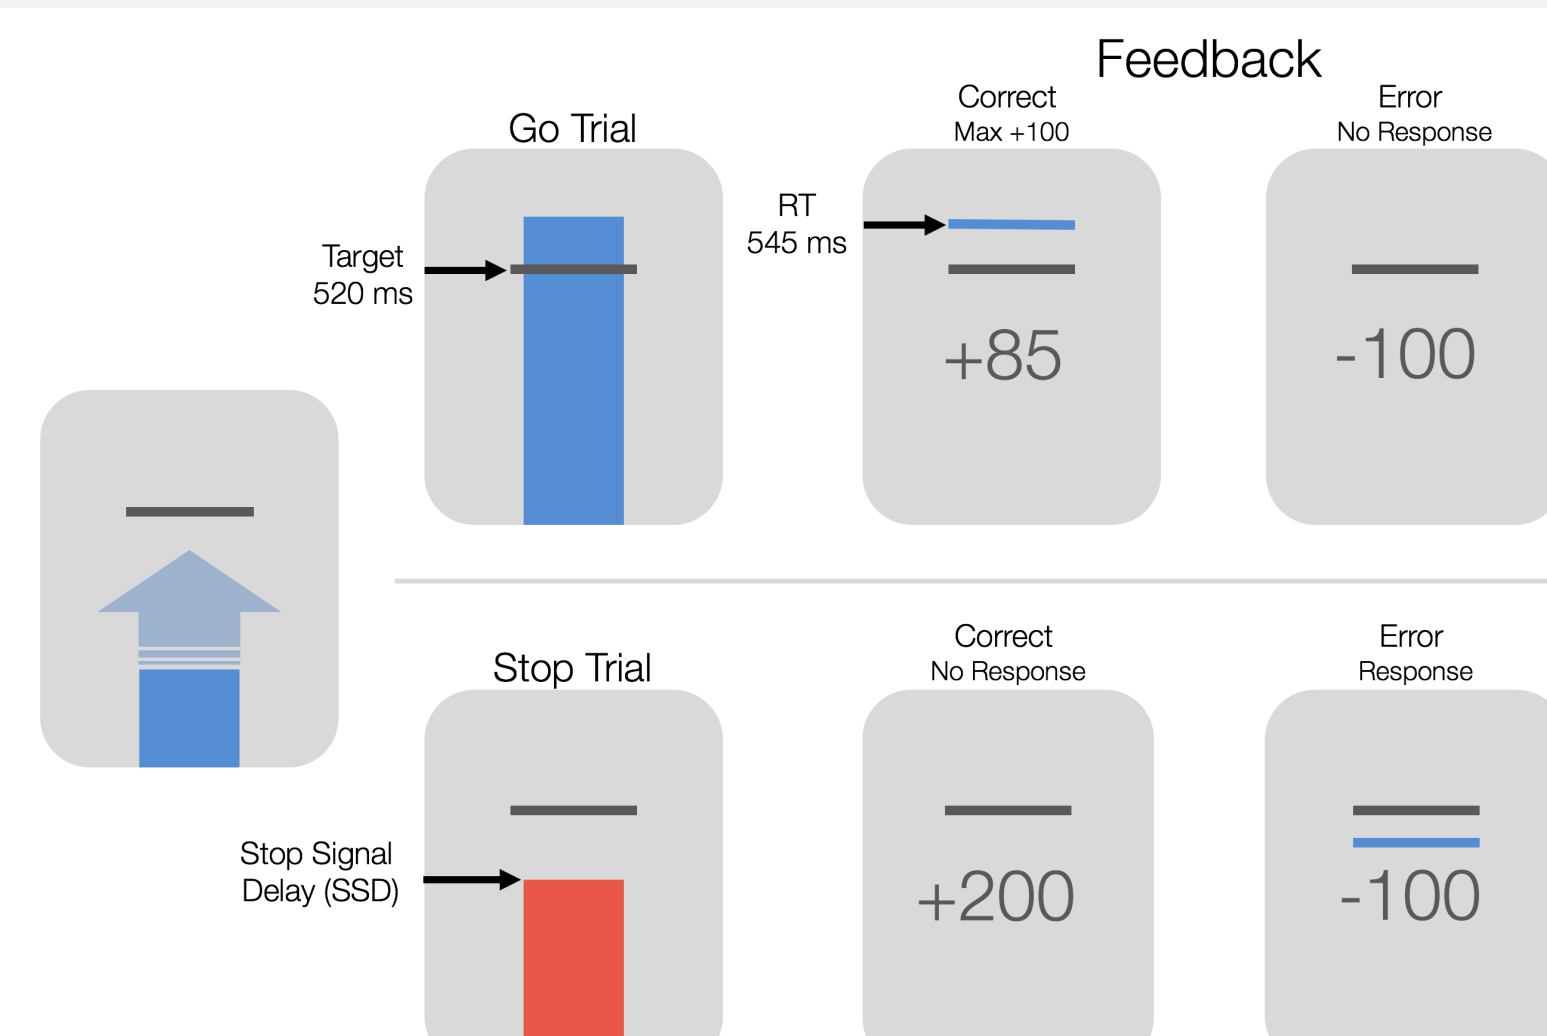 Feedback
Correct
Max +100
Error
No Response
Go Trial
RT
545 ms
Target
520 ms
+85
-100
Correct
No Response
Error
Response
Stop Trial
Stop Signal
Delay (SSD)
+200
-100